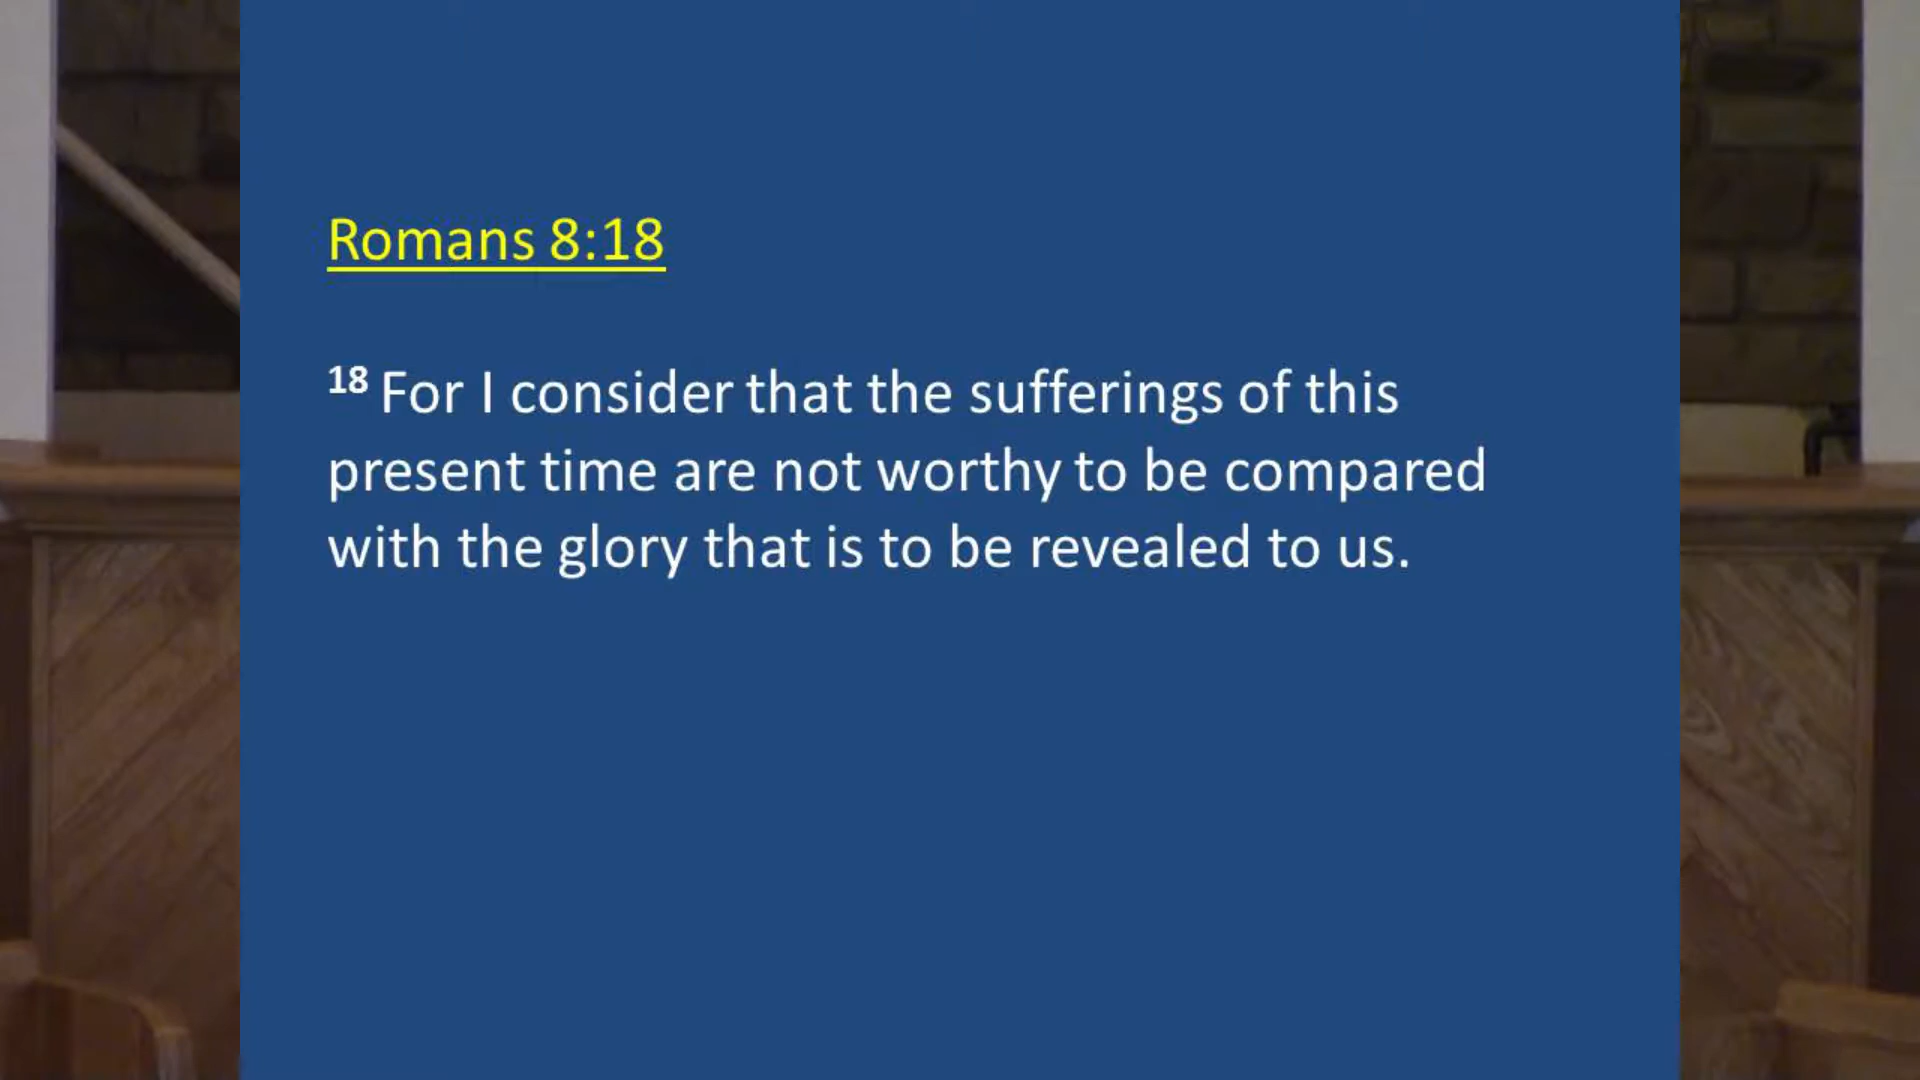 Romans 8:18
18 For I consider that the sufferings of this
present time are not worthy to be compared
with the glory that is to be revealed to us.